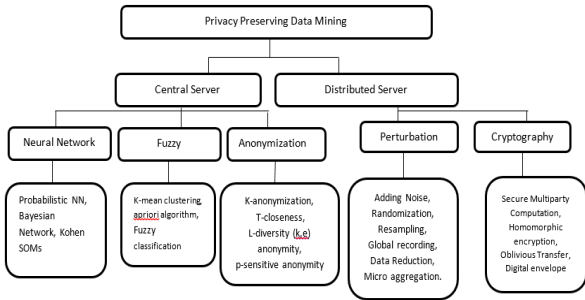 Privacy Preserving Data Mining
Central Server
Distributed Server
Neural Network
Fuzzy
Anonymization
Perturbation
Cryptography
Probabilistic NN,
Bayesian
Network, Kohen
SOMs
K-mean clustering,
apriori algorithm,
Fuzzy
classification
K-anonymization,
T-closeness,
L-diversity (k,e)
anonymity,
p-sensitive anonymity
Adding Noise,
Randomization,
Resampling,
Global recording,
Data Reduction,
Micro aggregation.
Secure Multiparty
Computation,
Homomorphic
encryption,
Oblivious Transfer,
Digital envelope